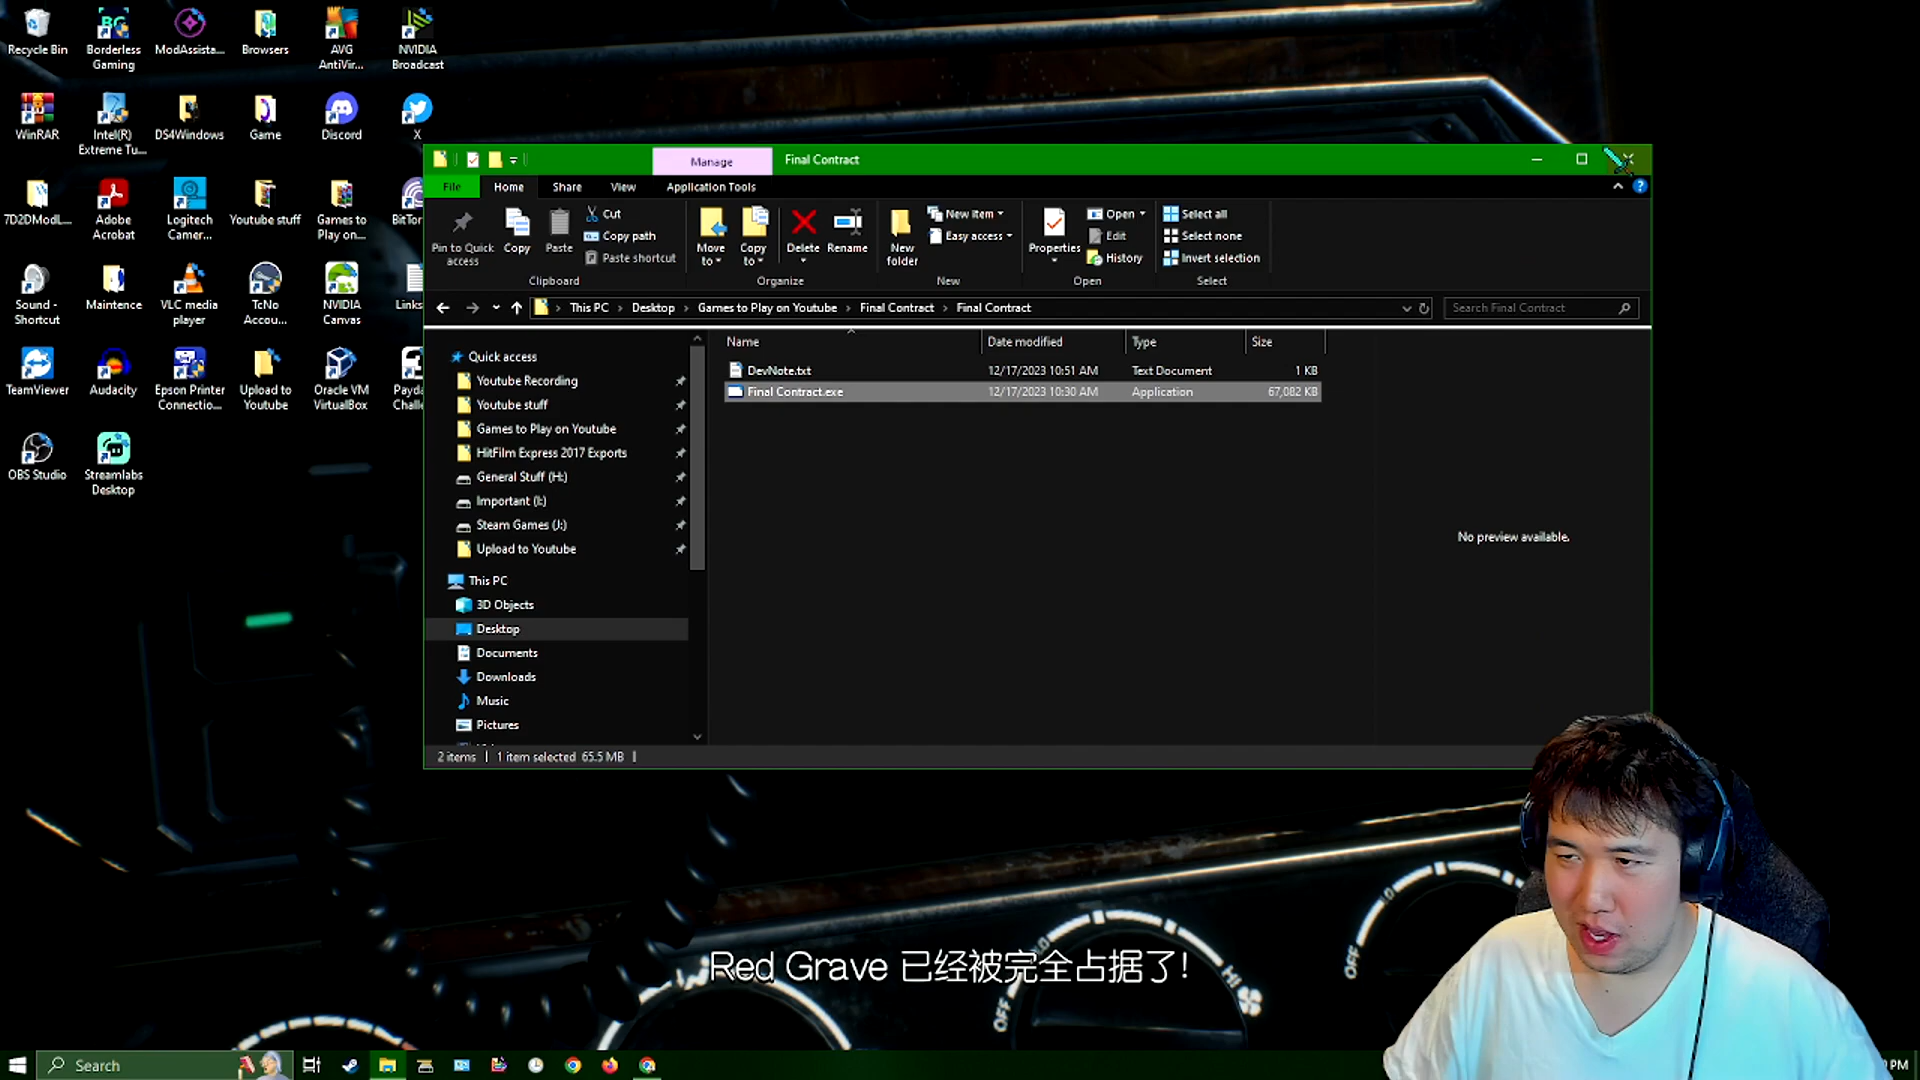 Recycle Bin
Borderless Gaming
ModAssista...
Browsers
AVG AntiVir...
NVIDIA Broadcast
WinRAR
Intel(R) Extreme Tu...
DS4Windows
Game
Discord
X
7D2DModL...
Adobe Acrobat
Logitech Camer...
Youtube stuff
Games to Play on...
BitTor
Sound - Shortcut
Maintence
VLC media player
TcNo Accou...
NVIDIA Canvas
Links
TeamViewer
Audacity
Epson Printer Connectio...
Upload to Youtube
Oracle VM VirtualBox
Payda Challe
OBS Studio
Streamlabs Desktop
Manage
Final Contract
File
Home
Share
View
Application Tools
Pin to Quick access
Copy
Paste
Cut
Copy path
Paste shortcut
Clipboard
Move to
Copy to
Delete
Rename
Organize
New folder
New item
Easy access
New
Properties
Open
Edit
History
Open
Select all
Select none
Invert selection
Select
This PC > Desktop > Games to Play on Youtube > Final Contract > Final Contract
Search Final Contract
Quick access
Youtube Recording
Youtube stuff
Games to Play on Youtube
HitFilm Express 2017 Exports
General Stuff (H:)
Important (I:)
Steam Games (J:)
Upload to Youtube
This PC
3D Objects
Desktop
Documents
Downloads
Music
Pictures
Name Date modified Type Size
DevNote.txt 12/17/2023 10:51 AM Text Document 1 KB
Final Contract.exe 12/17/2023 10:30 AM Application 67,082 KB
No preview available.
2 items 1 item selected 65.5 MB
Red Grave 已经被完全占据了!
OFF
HI
OFF
Search
PM